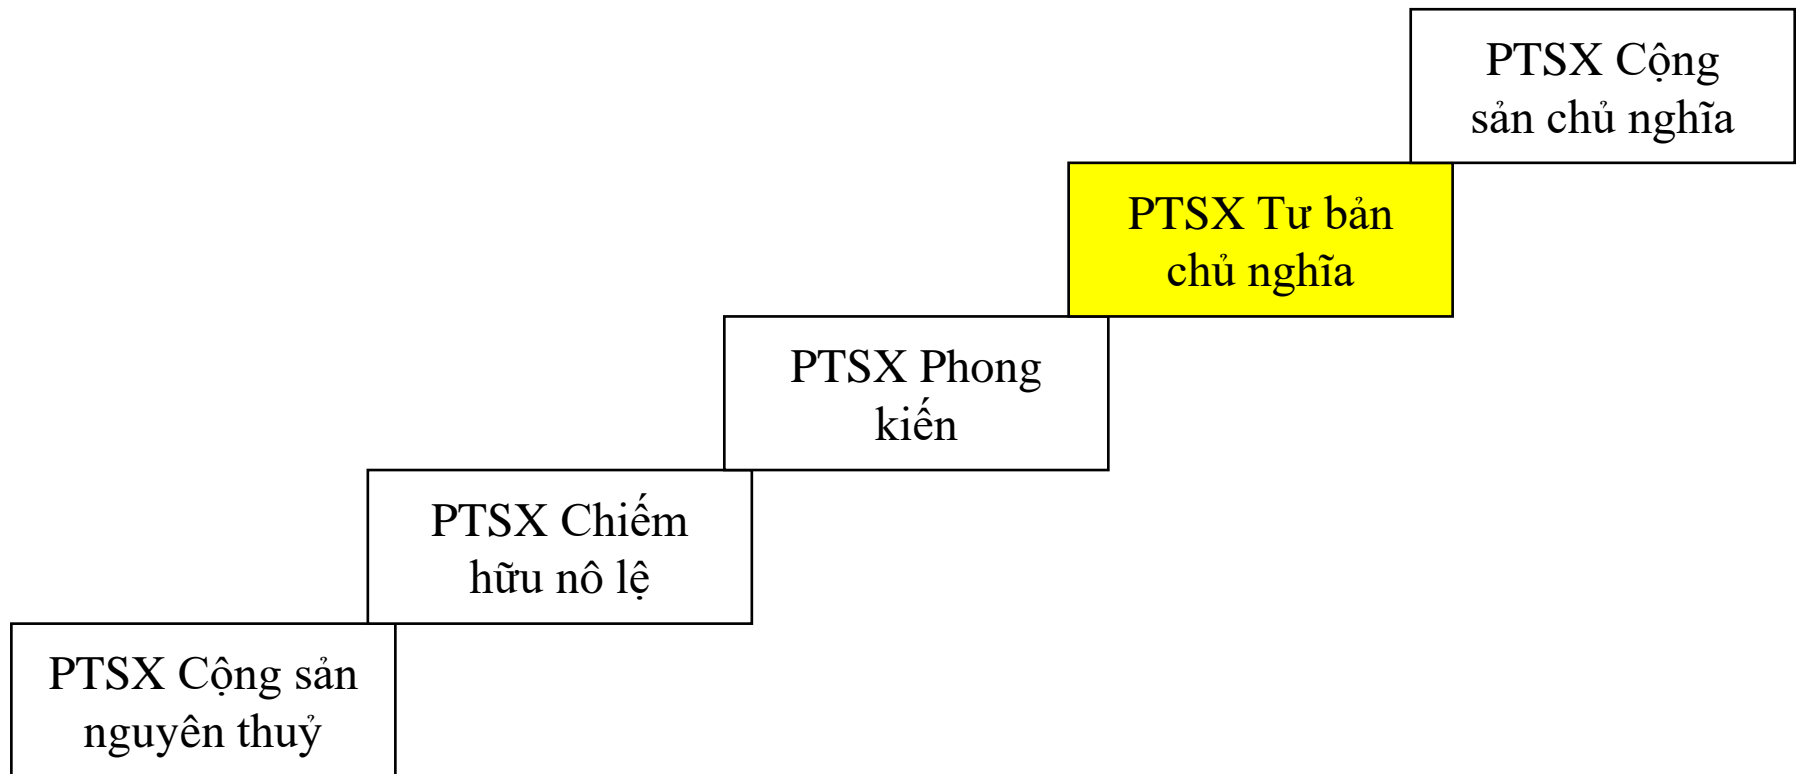 PTSX Cộng
sản chủ nghĩa
PTSX Tư bản
chủ nghĩa
PTSX Phong
kiến
PTSX Chiếm
hữu nô lệ
PTSX Cộng sản
nguyên thuỷ